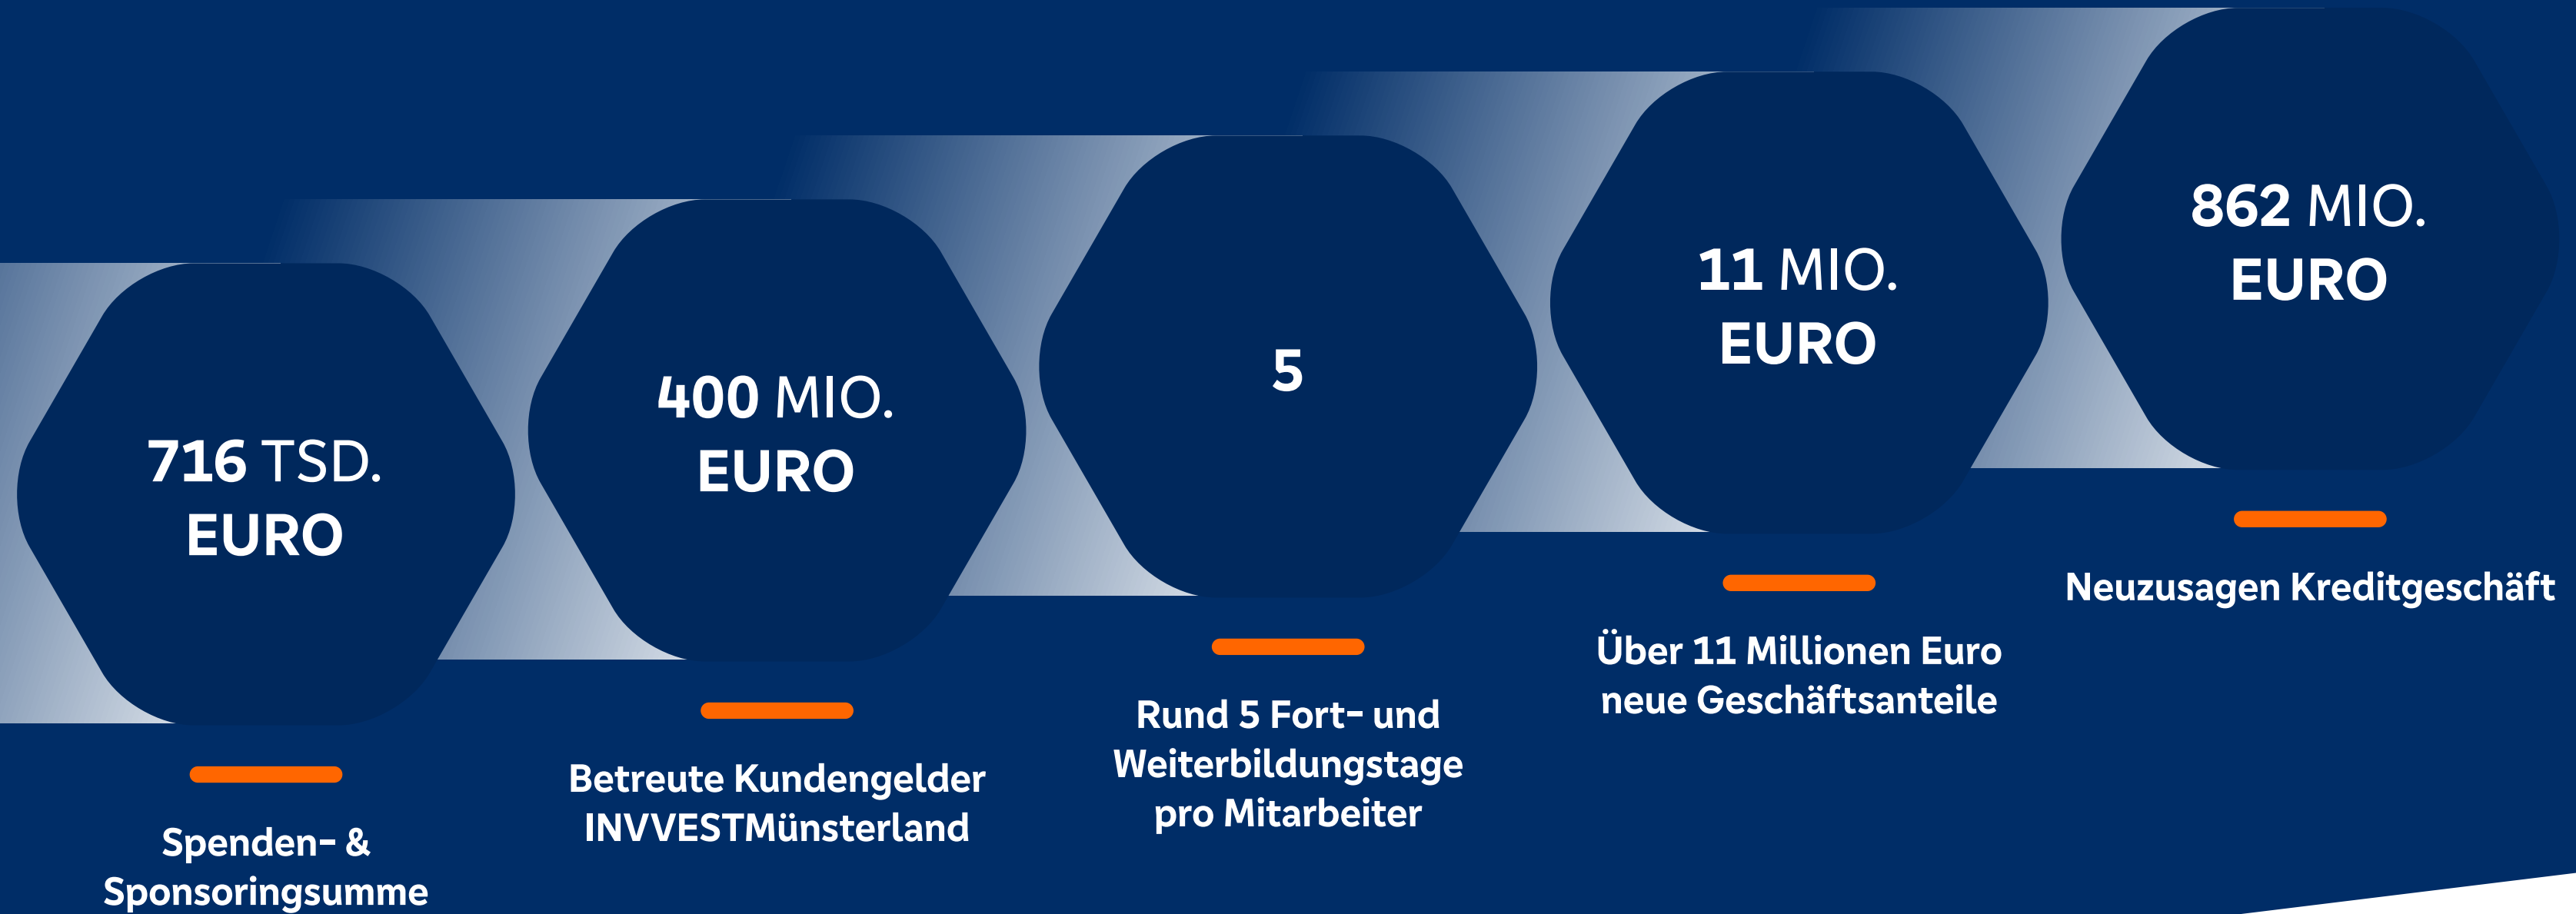 716 TSD.
EURO
Spenden- &
Sponsoringsumme
400 MIO.
EURO
Betreute Kundengelder
INVVESTMünsterland
5
Rund 5 Fort- und
Weiterbildungstage
pro Mitarbeiter
11 MIO.
EURO
Über 11 Millionen Euro
neue Geschäftsanteile
862 MIO.
EURO
Neuzusagen Kreditgeschäft